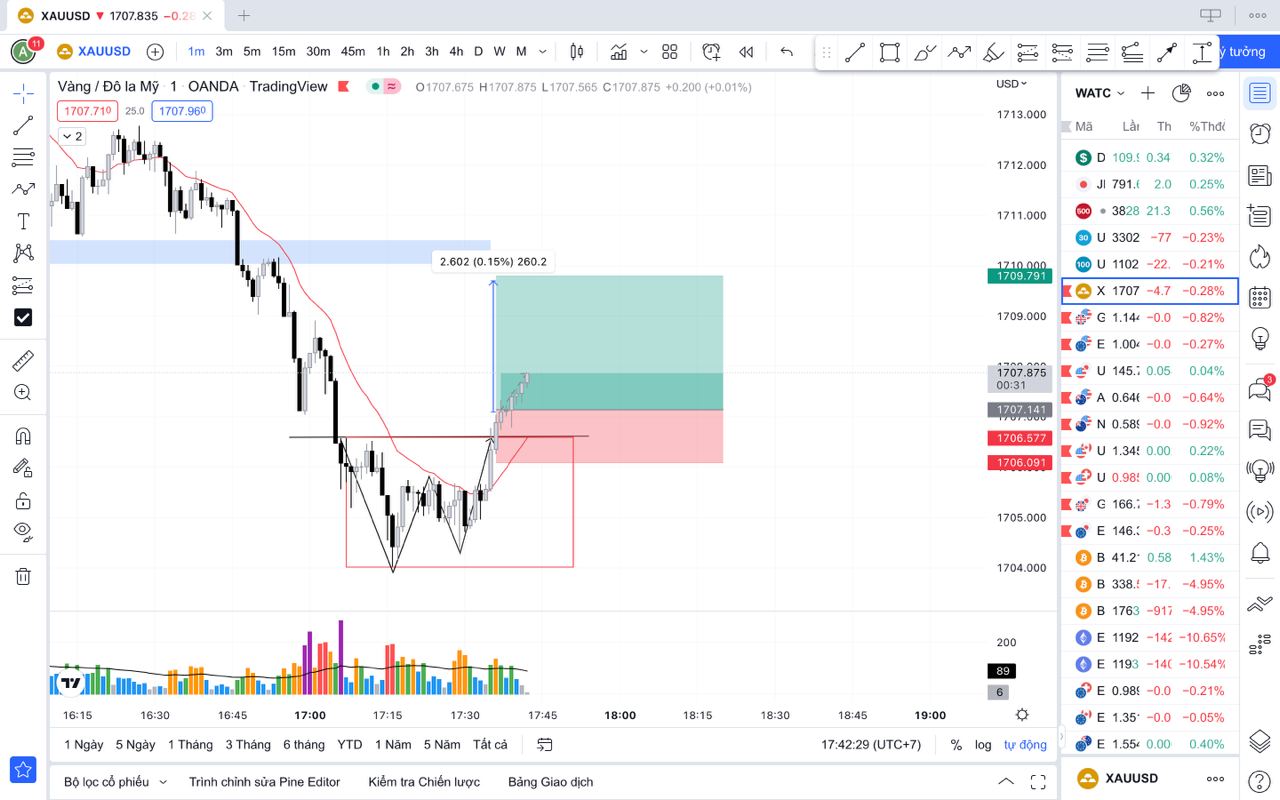 XAUUSD ▼ 1707.835 −0.28
A 11 XAUUSD 1m 3m 5m 15m 30m 45m 1h 2h 3h 4h D W M ý tưởng
Vàng / Đô la Mỹ · 1 · OANDA · TradingView O1707.675 H1707.875 L1707.565 C1707.875 +0.200 (+0.01%)
1707.710 25.0 1707.960
2
USD
1713.000
1712.000
1711.000
1710.000
1709.791
1709.000
1707.875
00:31
1707.141
1706.577
1706.091
1705.000
1704.000
200
89
6
2.602 (0.15%) 260.2
16:15 16:30 16:45 17:00 17:15 17:30 17:45 18:00 18:15 18:30 18:45 19:00
1 Ngày 5 Ngày 1 Tháng 3 Tháng 6 tháng YTD 1 Năm 5 Năm Tất cả 17:42:29 (UTC+7) % log tự động
Bộ lọc cổ phiếu Trình chỉnh sửa Pine Editor Kiểm tra Chiến lược Bảng Giao dịch
WATC
Mã Th
D 109. 0.34 0.32%
791. 2.0 0.25%
500 3828 21.3 0.56%
30 U 3302 −77 −0.23%
100 U 1102 −22. −0.21%
X 1707 −4.7 −0.28%
G 1.144 −0.0 −0.82%
E 1.004 −0.0 −0.27%
U 145. 0.05 0.04%
A 0.646 −0.0 −0.64%
N 0.589 −0.0 −0.92%
U 1.345 0.00 0.22%
U 0.985 0.00 0.08%
G 166. −1.3 −0.79%
E 146. −0.3 −0.25%
B 41.2 0.58 1.43%
B 338. −17. −4.95%
B 1763 −917 −4.95%
E 1192 −142 −10.65%
E 1193 −140 −10.54%
E 0.989 −0.0 −0.21%
E 1.35 −0.0 −0.05%
E 1.554 0.00 0.40%
XAUUSD
3